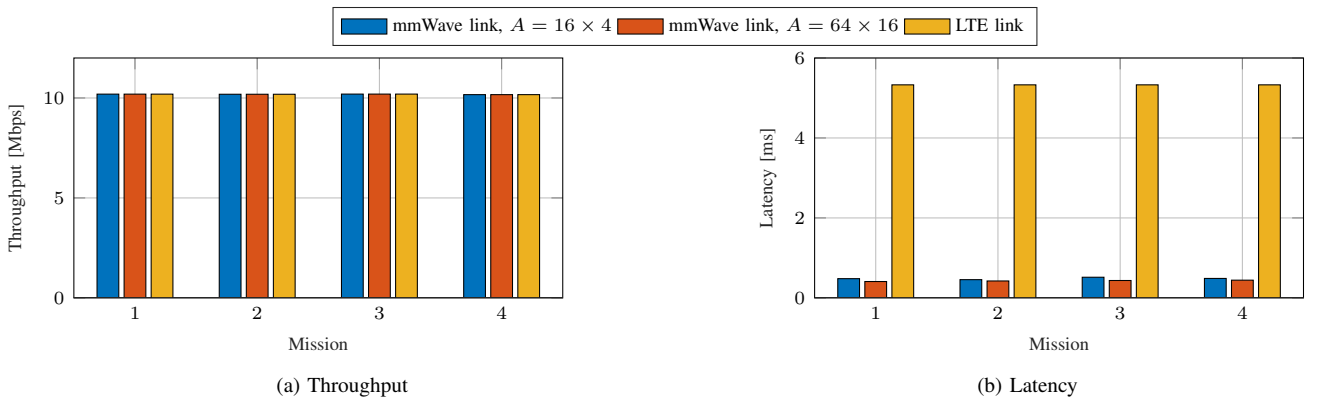 mmWave link, A = 16 × 4 mmWave link, A = 64 × 16 LTE link
10
5
0
Throughput [Mbps]
1 2 3 4
Mission
(a) Throughput
6
4
2
0
Latency [ms]
1 2 3 4
Mission
(b) Latency